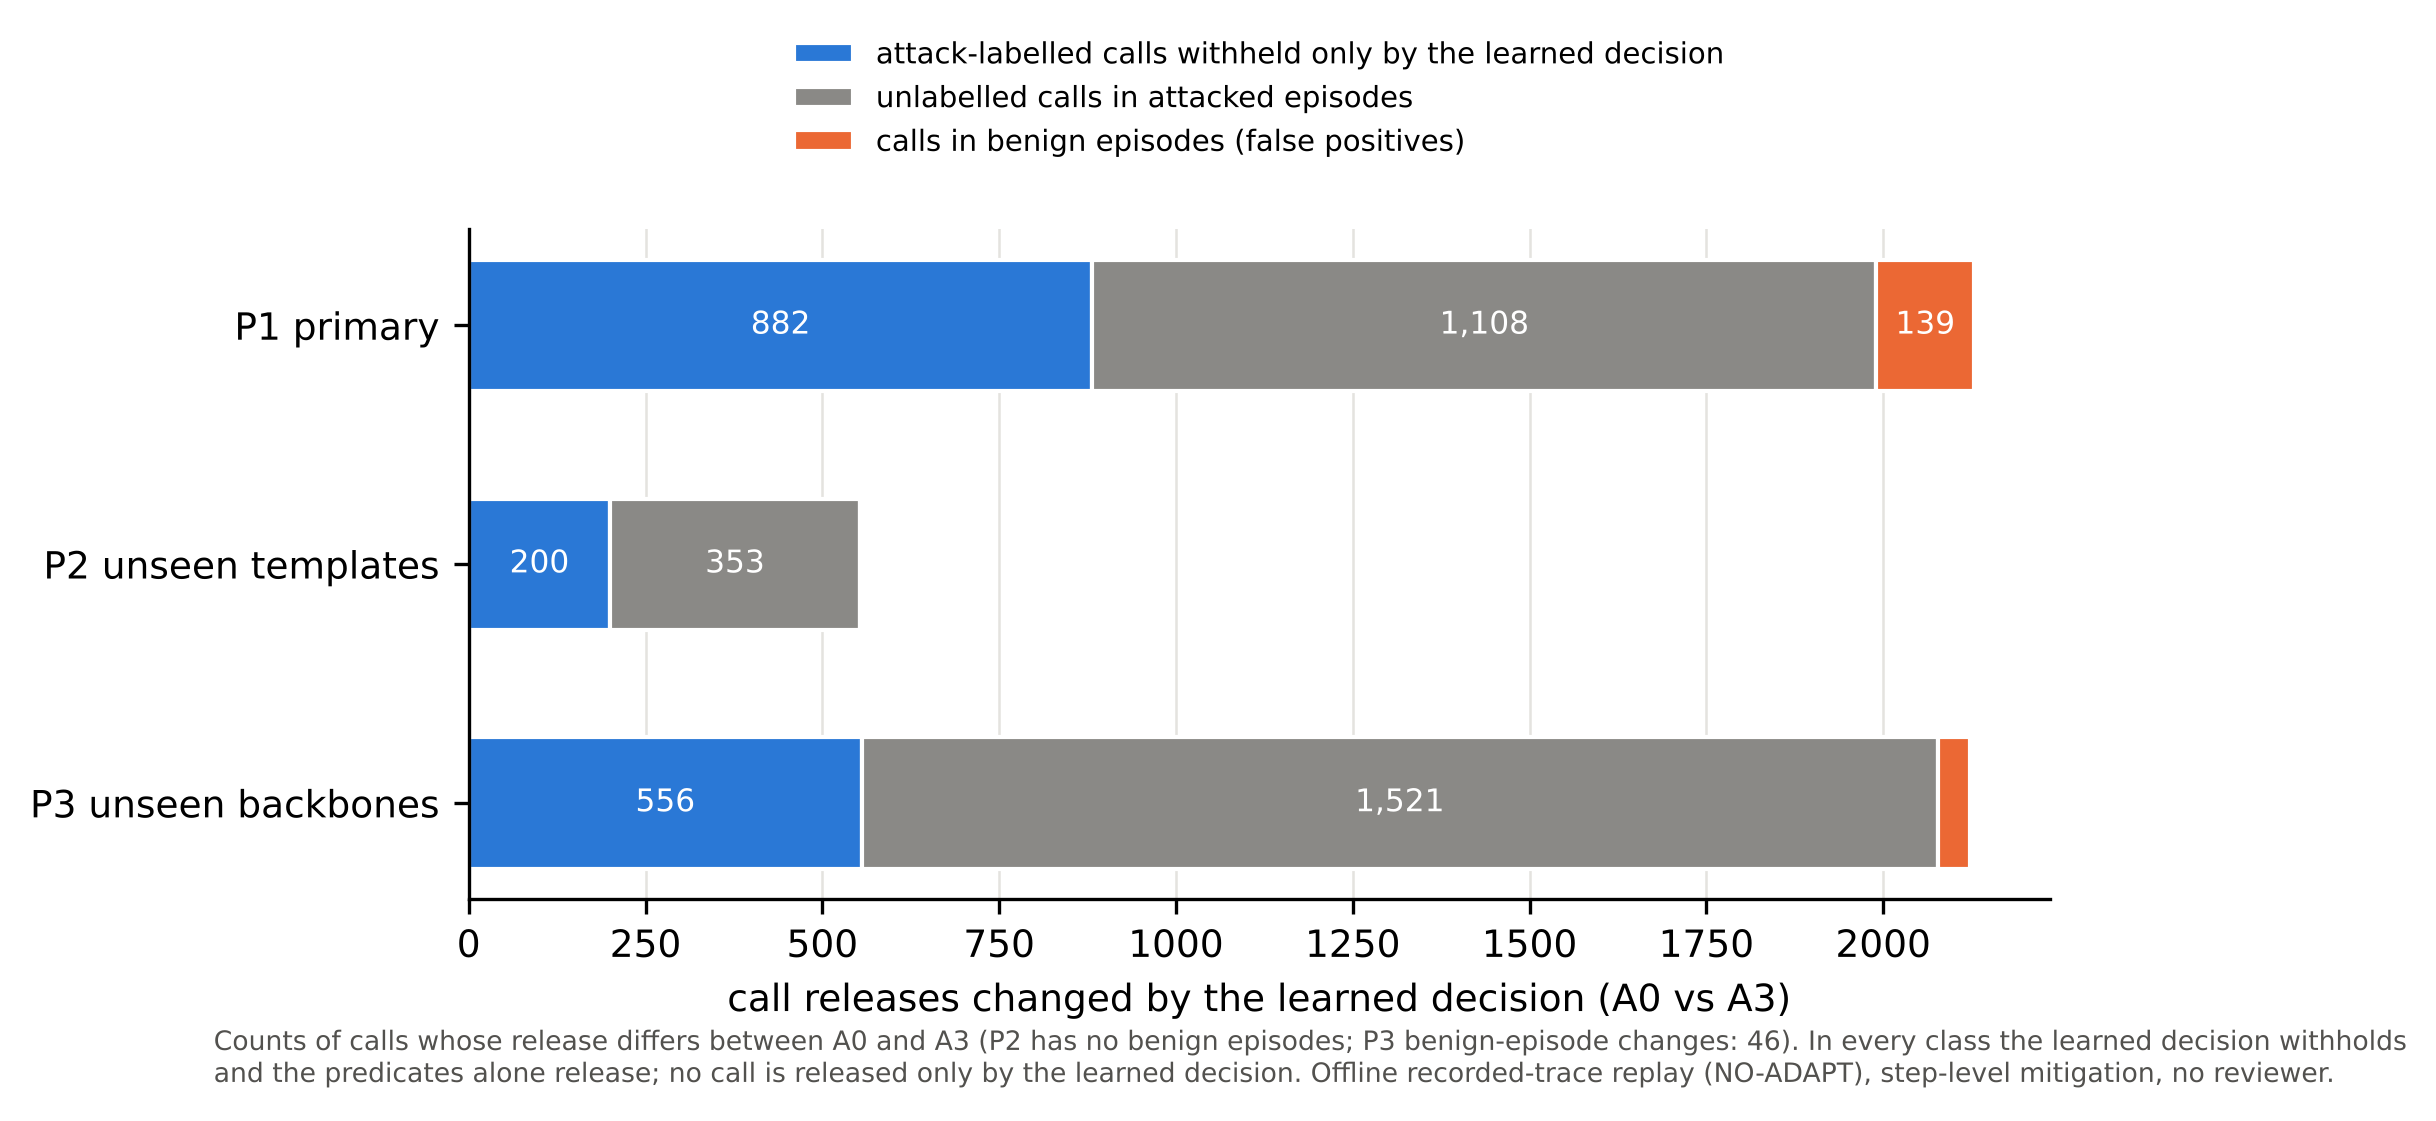 attack-labelled calls withheld only by the learned decision
unlabelled calls in attacked episodes
calls in benign episodes (false positives)
P1 primary
882
1,108
139
P2 unseen templates
200
353
P3 unseen backbones
556
1,521
0
250
500
750
1000
1250
1500
1750
2000
call releases changed by the learned decision (A0 vs A3)
Counts of calls whose release differs between A0 and A3 (P2 has no benign episodes; P3 benign-episode changes: 46). In every class the learned decision withholds
and the predicates alone release; no call is released only by the learned decision. Offline recorded-trace replay (NO-ADAPT), step-level mitigation, no reviewer.